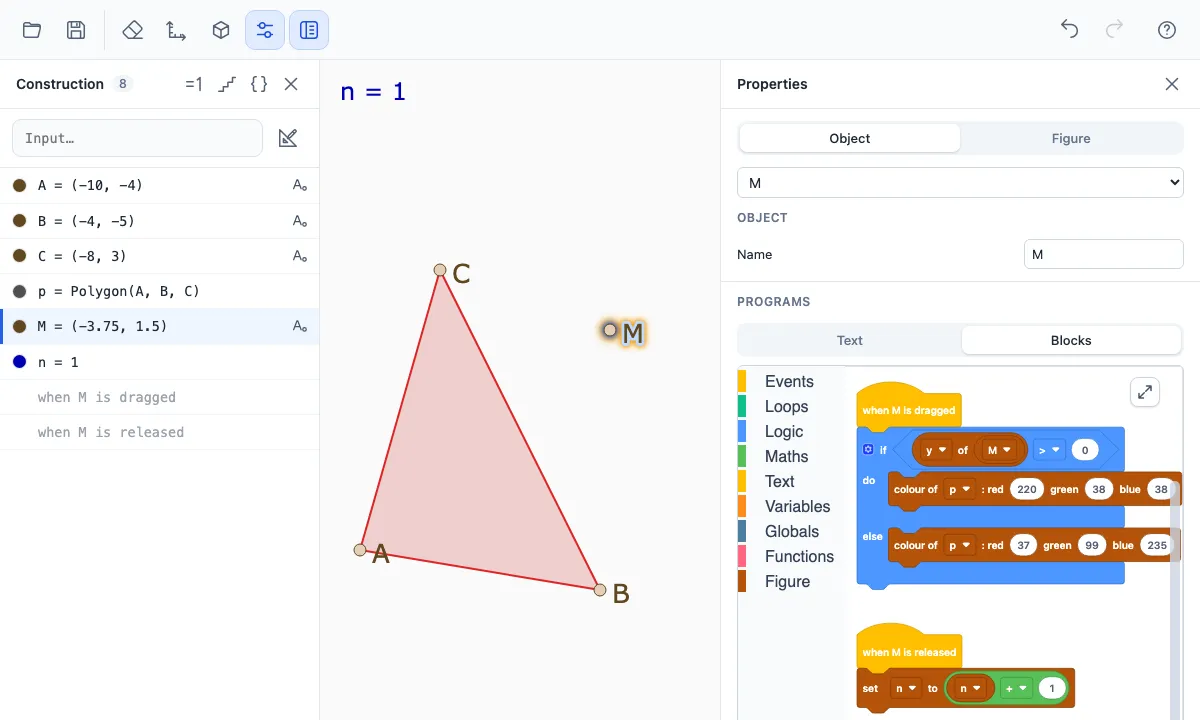 Construction 8
=1
{}
Input…
A = (−10, −4)
B = (−4, −5)
C = (−8, 3)
p = Polygon(A, B, C)
M = (−3.75, 1.5)
n = 1
when M is dragged
when M is released
n = 1
C
M
A
B
Properties
Object Figure
M
OBJECT
Name M
PROGRAMS
Text Blocks
Events
Loops
Logic
Maths
Text
Variables
Globals
Functions
Figure
when M is dragged
if y of M > 0
do colour of p : red 220 green 38 blue 38
else colour of p : red 37 green 99 blue 235
when M is released
set n to n + 1